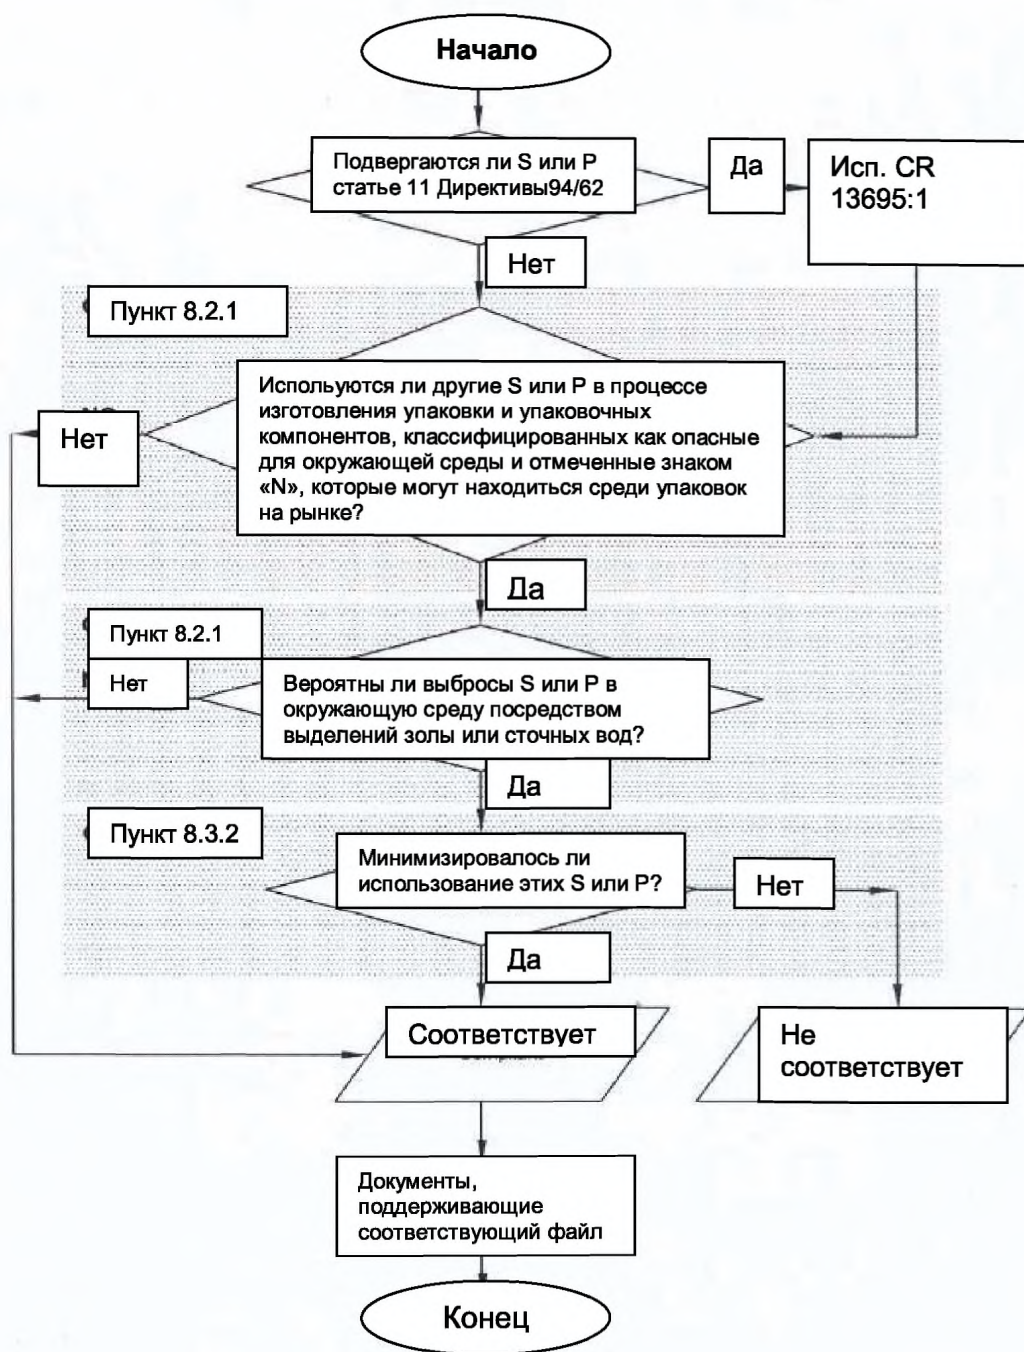 Начало
Подвергаются ли S или P
статье 11 Директивы94/62
Да
Исп. CR
13695:1
Нет
Пункт 8.2.1
Испольуются ли другие S или P в процессе
изготовления упаковки и упаковочных
компонентов, классифицированных как опасные
для окружающей среды и отмеченные знаком
«N», которые могут находиться среди упаковок
на рынке?
Нет
Да
Пункт 8.2.1
Нет
Вероятны ли выбросы S или P в
окружающую среду посредством
выделений золы или сточных вод?
Да
Пункт 8.3.2
Минимизировалось ли
использование этих S или P?
Нет
Да
Соответствует
Не
соответствует
Документы,
поддерживающие
соответствующий файл
Конец